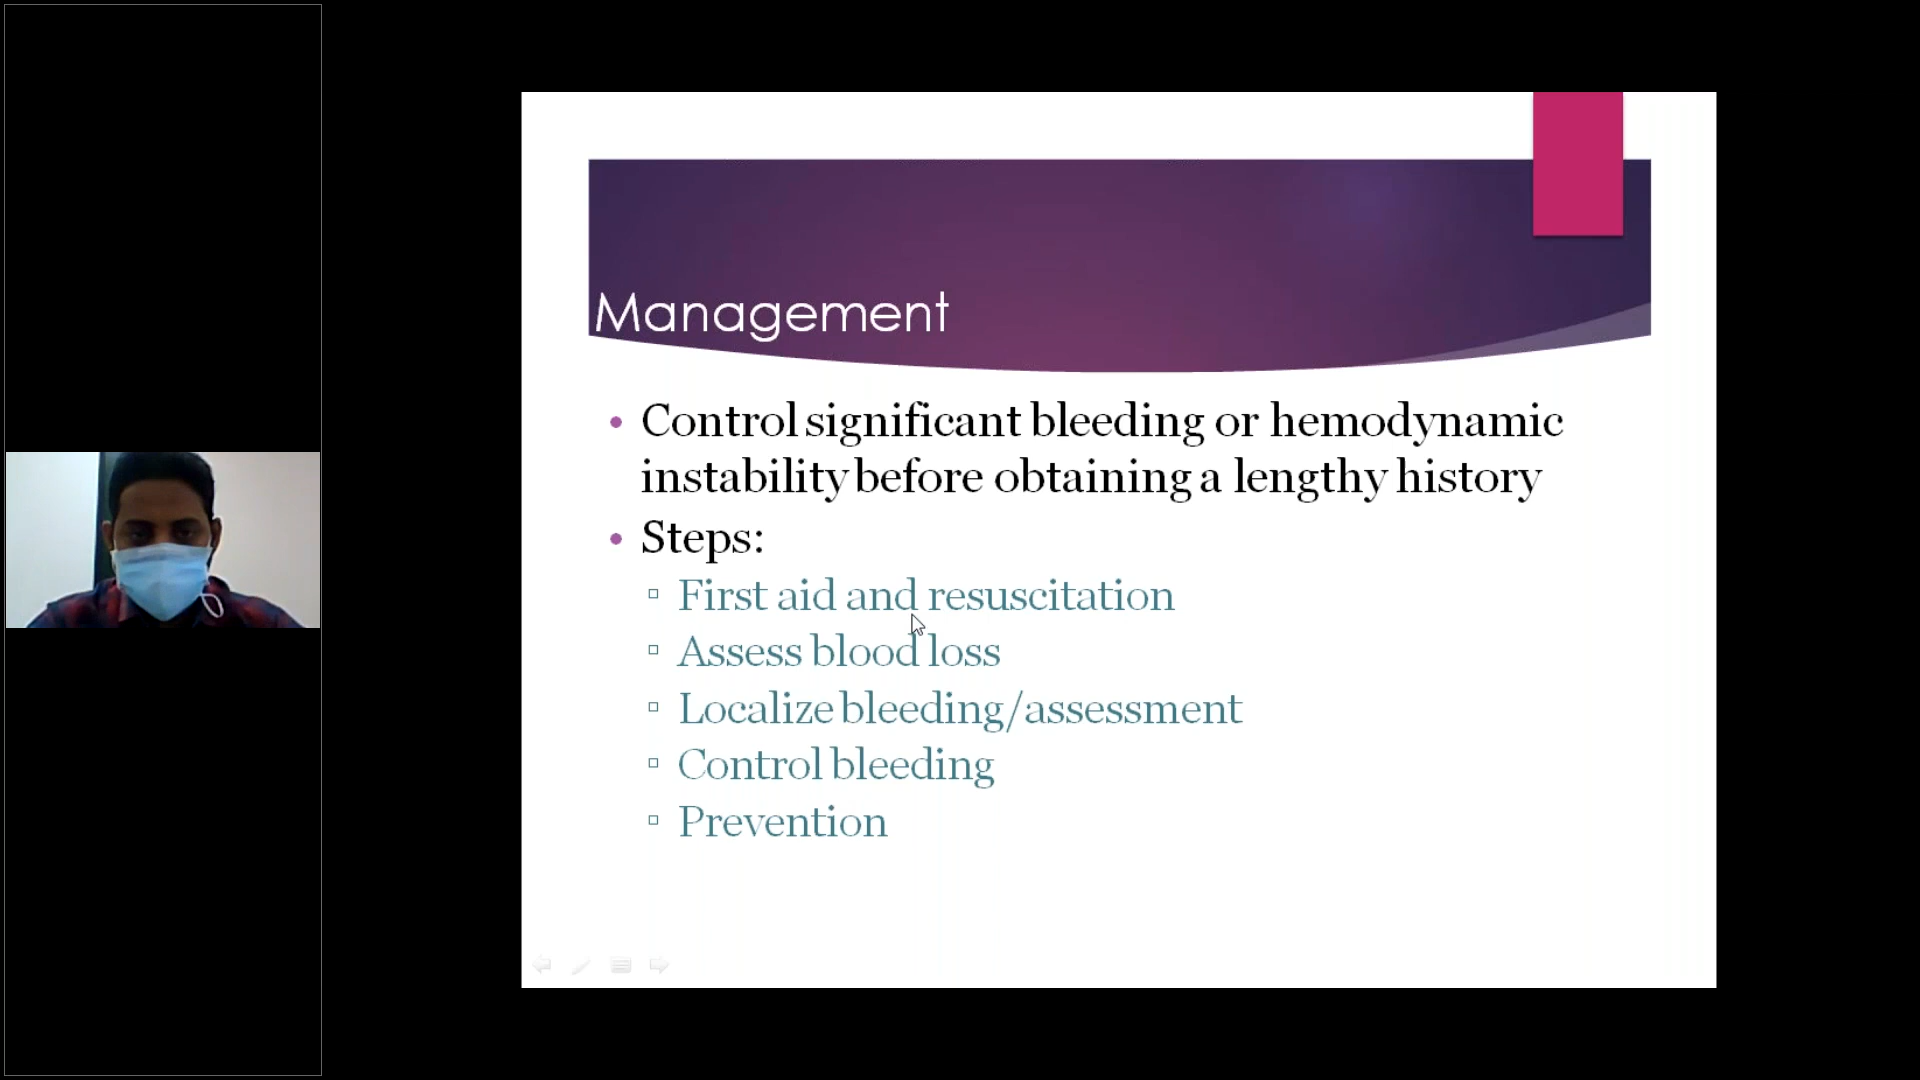 Management
Control significant bleeding or hemodynamic
instability before obtaining a lengthy history
Steps:
First aid and resuscitation
Assess blood loss
Localize bleeding/assessment
Control bleeding
Prevention